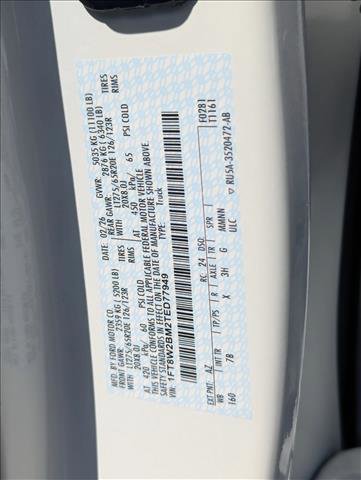 MFD. BY FORD MOTOR CO.
DATE: 02/26 GVWR: 5035 KG (11100 LB)
FRONT GAWR: 2359 KG (5200 LB) REAR GAWR: 2876 KG (6340 LB)
LT275/65R20E 126/123R TIRES LT275/65R20E 126/123R TIRES
20X8.0J RIMS 20X8.0J RIMS
AT 420 kPa/ 60 PSI COLD AT 450 kPa/ 65 PSI COLD
THIS VEHICLE CONFORMS TO ALL APPLICABLE FEDERAL MOTOR VEHICLE
SAFETY STANDARDS IN EFFECT ON THE DATE OF MANUFACTURE SHOWN ABOVE.
VIN: 1FT8W2BM2TED77949 TYPE: Truck
F0281
T1161
EXT PNT: AZ RC: 24 DSO:
WB INT TR TP/PS R AXLE TR SPR
160 7B X 3H G MMANN
ULC
▽ RU5A-3520472-AB